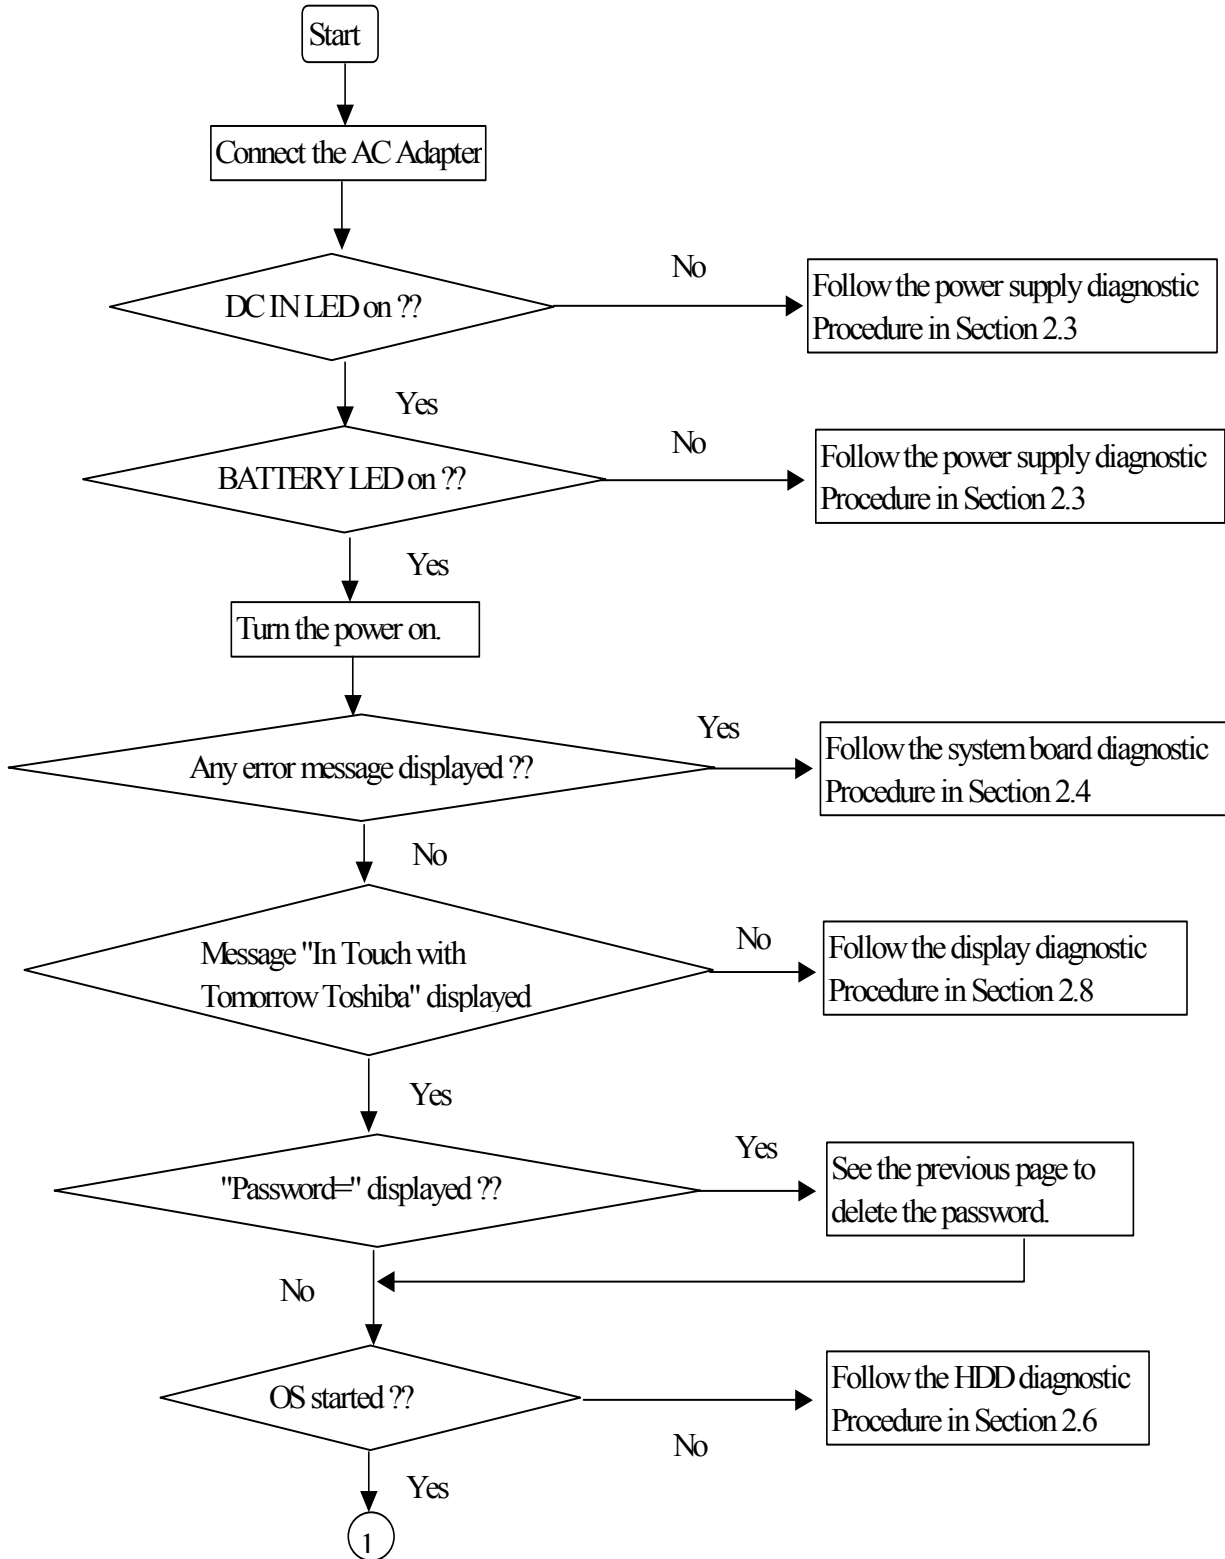 Start
Connect the AC Adapter
No
DC IN LED on ??
Follow the power supply diagnostic
Procedure in Section 2.3
Yes
No
BATTERY LED on ??
Follow the power supply diagnostic
Procedure in Section 2.3
Yes
Turn the power on.
Yes
Any error message displayed ??
Follow the system board diagnostic
Procedure in Section 2.4
No
No
Message "In Touch with
Tomorrow Toshiba" displayed
Follow the display diagnostic
Procedure in Section 2.8
Yes
Yes
"Password=" displayed ??
See the previous page to
delete the password.
No
OS started ??
Follow the HDD diagnostic
Procedure in Section 2.6
No
Yes
1